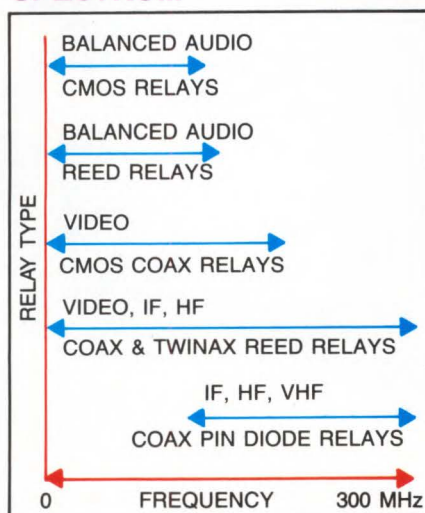 BALANCED AUDIO
CMOS RELAYS
BALANCED AUDIO
REED RELAYS
VIDEO
CMOS COAX RELAYS
VIDEO, IF, HF
COAX & TWINAX REED RELAYS
IF, HF, VHF
COAX PIN DIODE RELAYS
RELAY TYPE
0 FREQUENCY 300 MHz